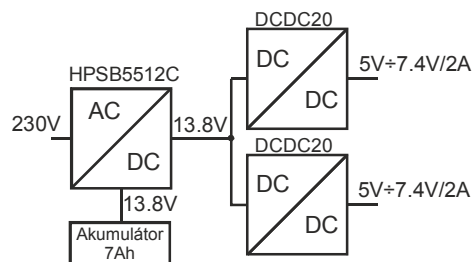 DCDC20
DC
DC
5V÷7.4V/2A
HPSB5512C
230V
AC
DC
13.8V
DCDC20
DC
DC
5V÷7.4V/2A
13.8V
Akumulátor
7Ah